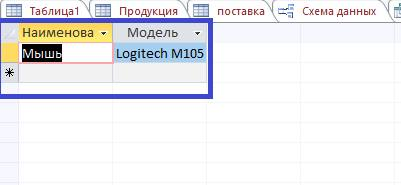 Таблица1 Продукция поставка Схема данных
Наименова Модель
Мышь Logitech M105